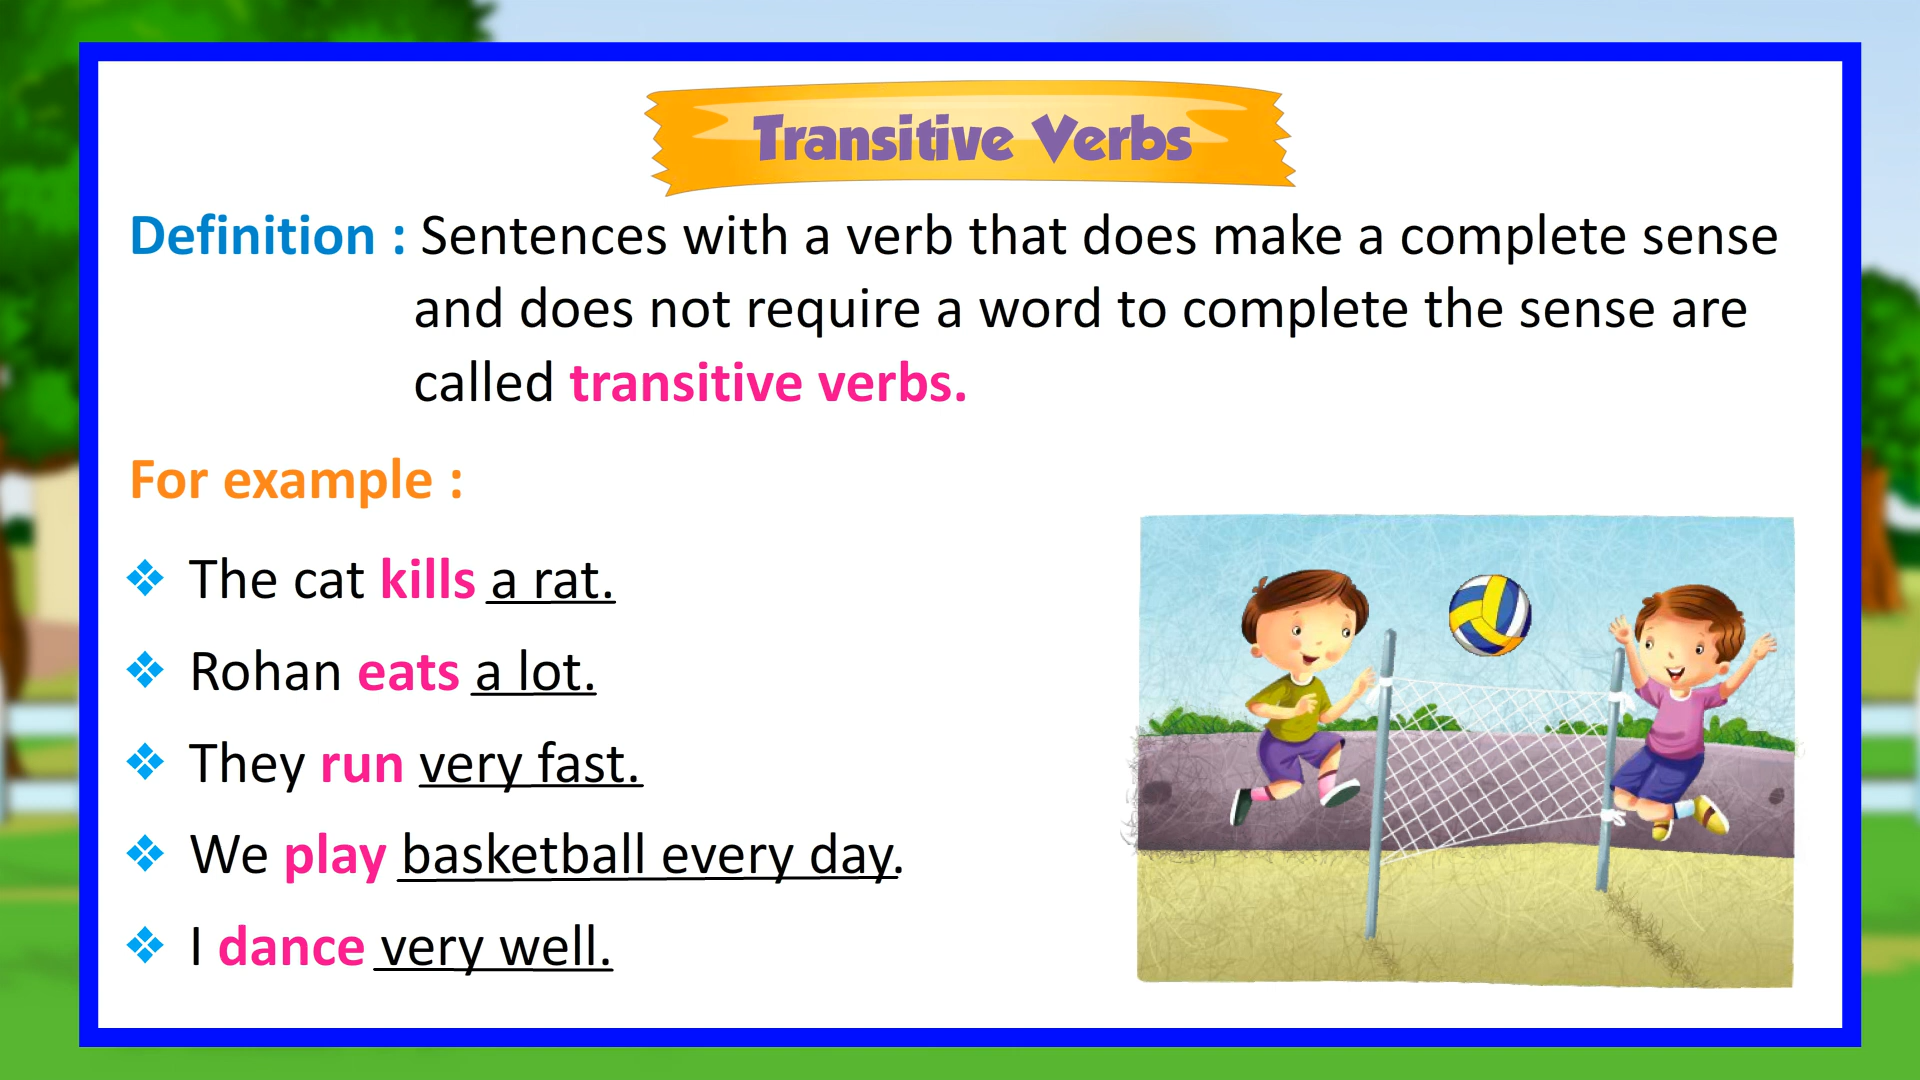 Transitive Verbs
Definition : Sentences with a verb that does make a complete sense
and does not require a word to complete the sense are
called transitive verbs.
For example :
❖ The cat kills a rat.
❖ Rohan eats a lot.
❖ They run very fast.
❖ We play basketball every day.
❖ I dance very well.